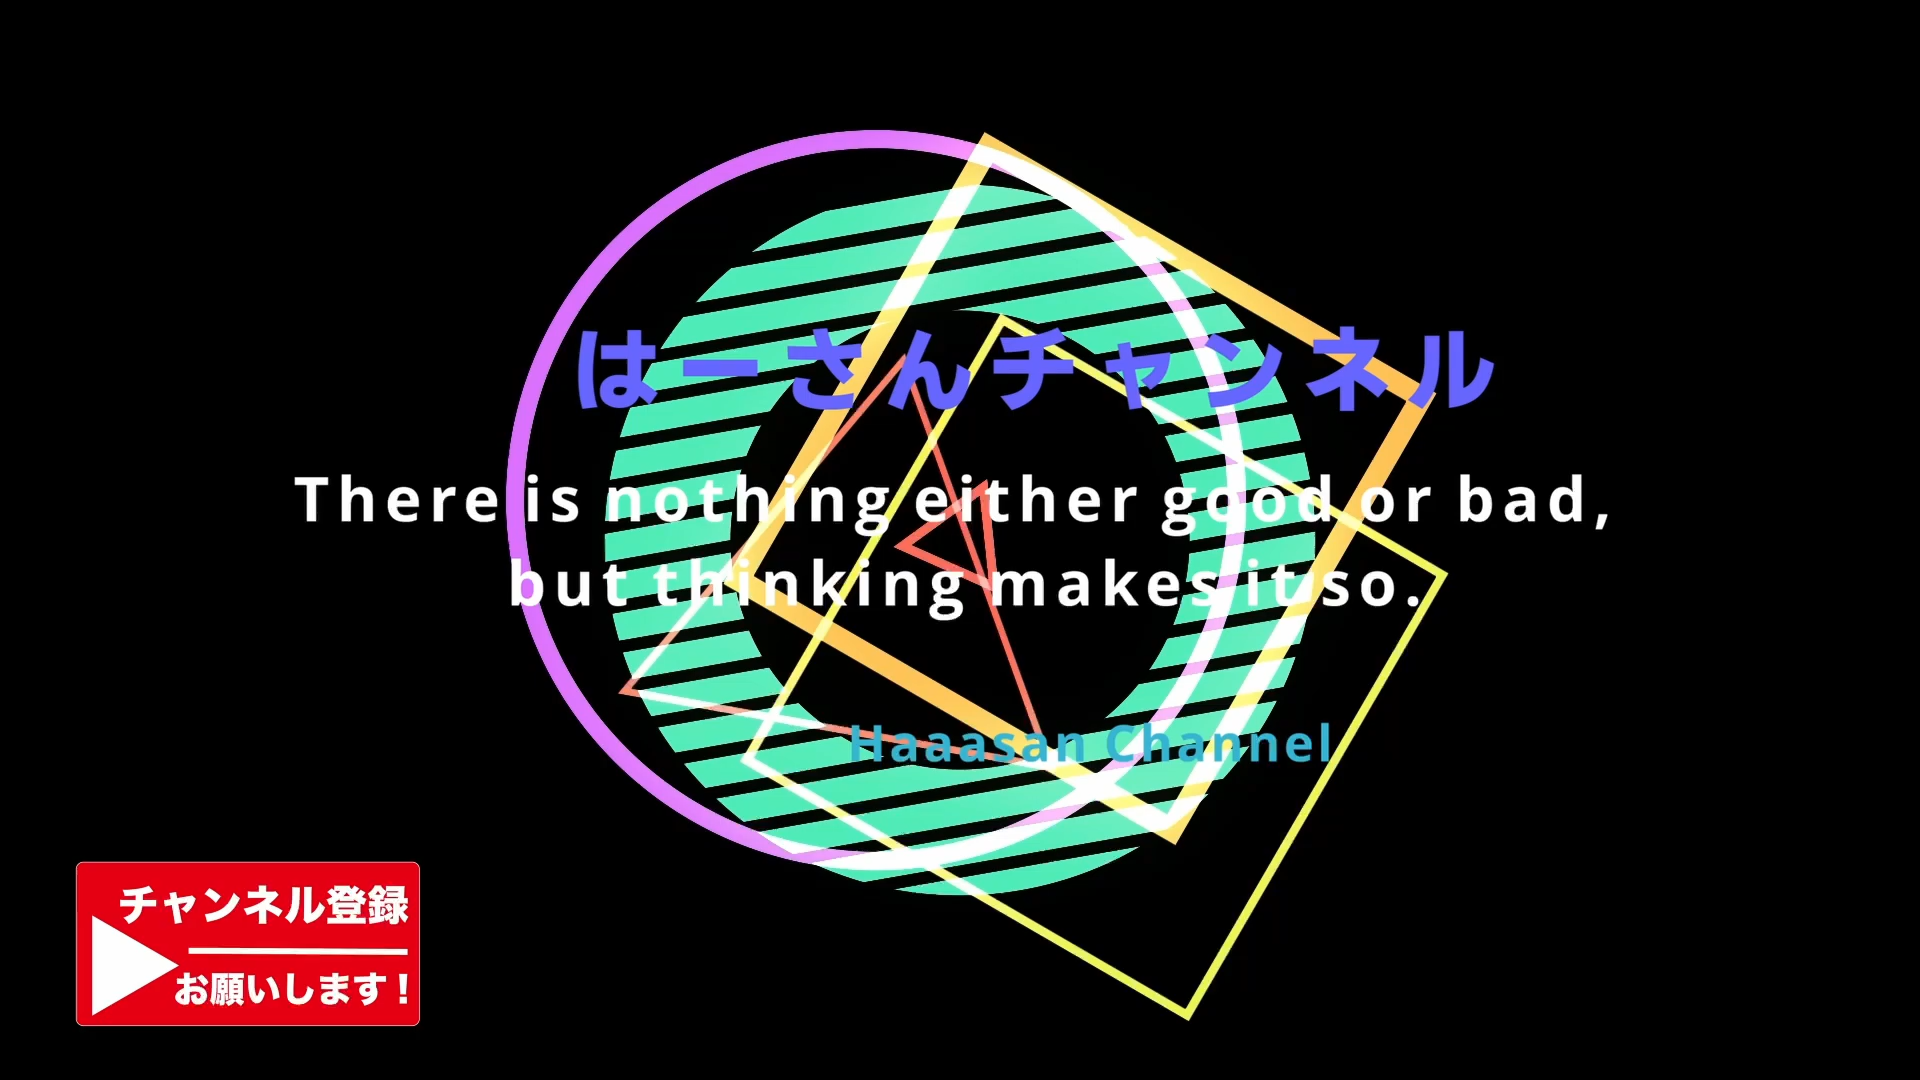 はーさんチャンネル
There is nothing either good or bad,
but thinking makes it so.
Haaasan Channel
チャンネル登録
お願いします！